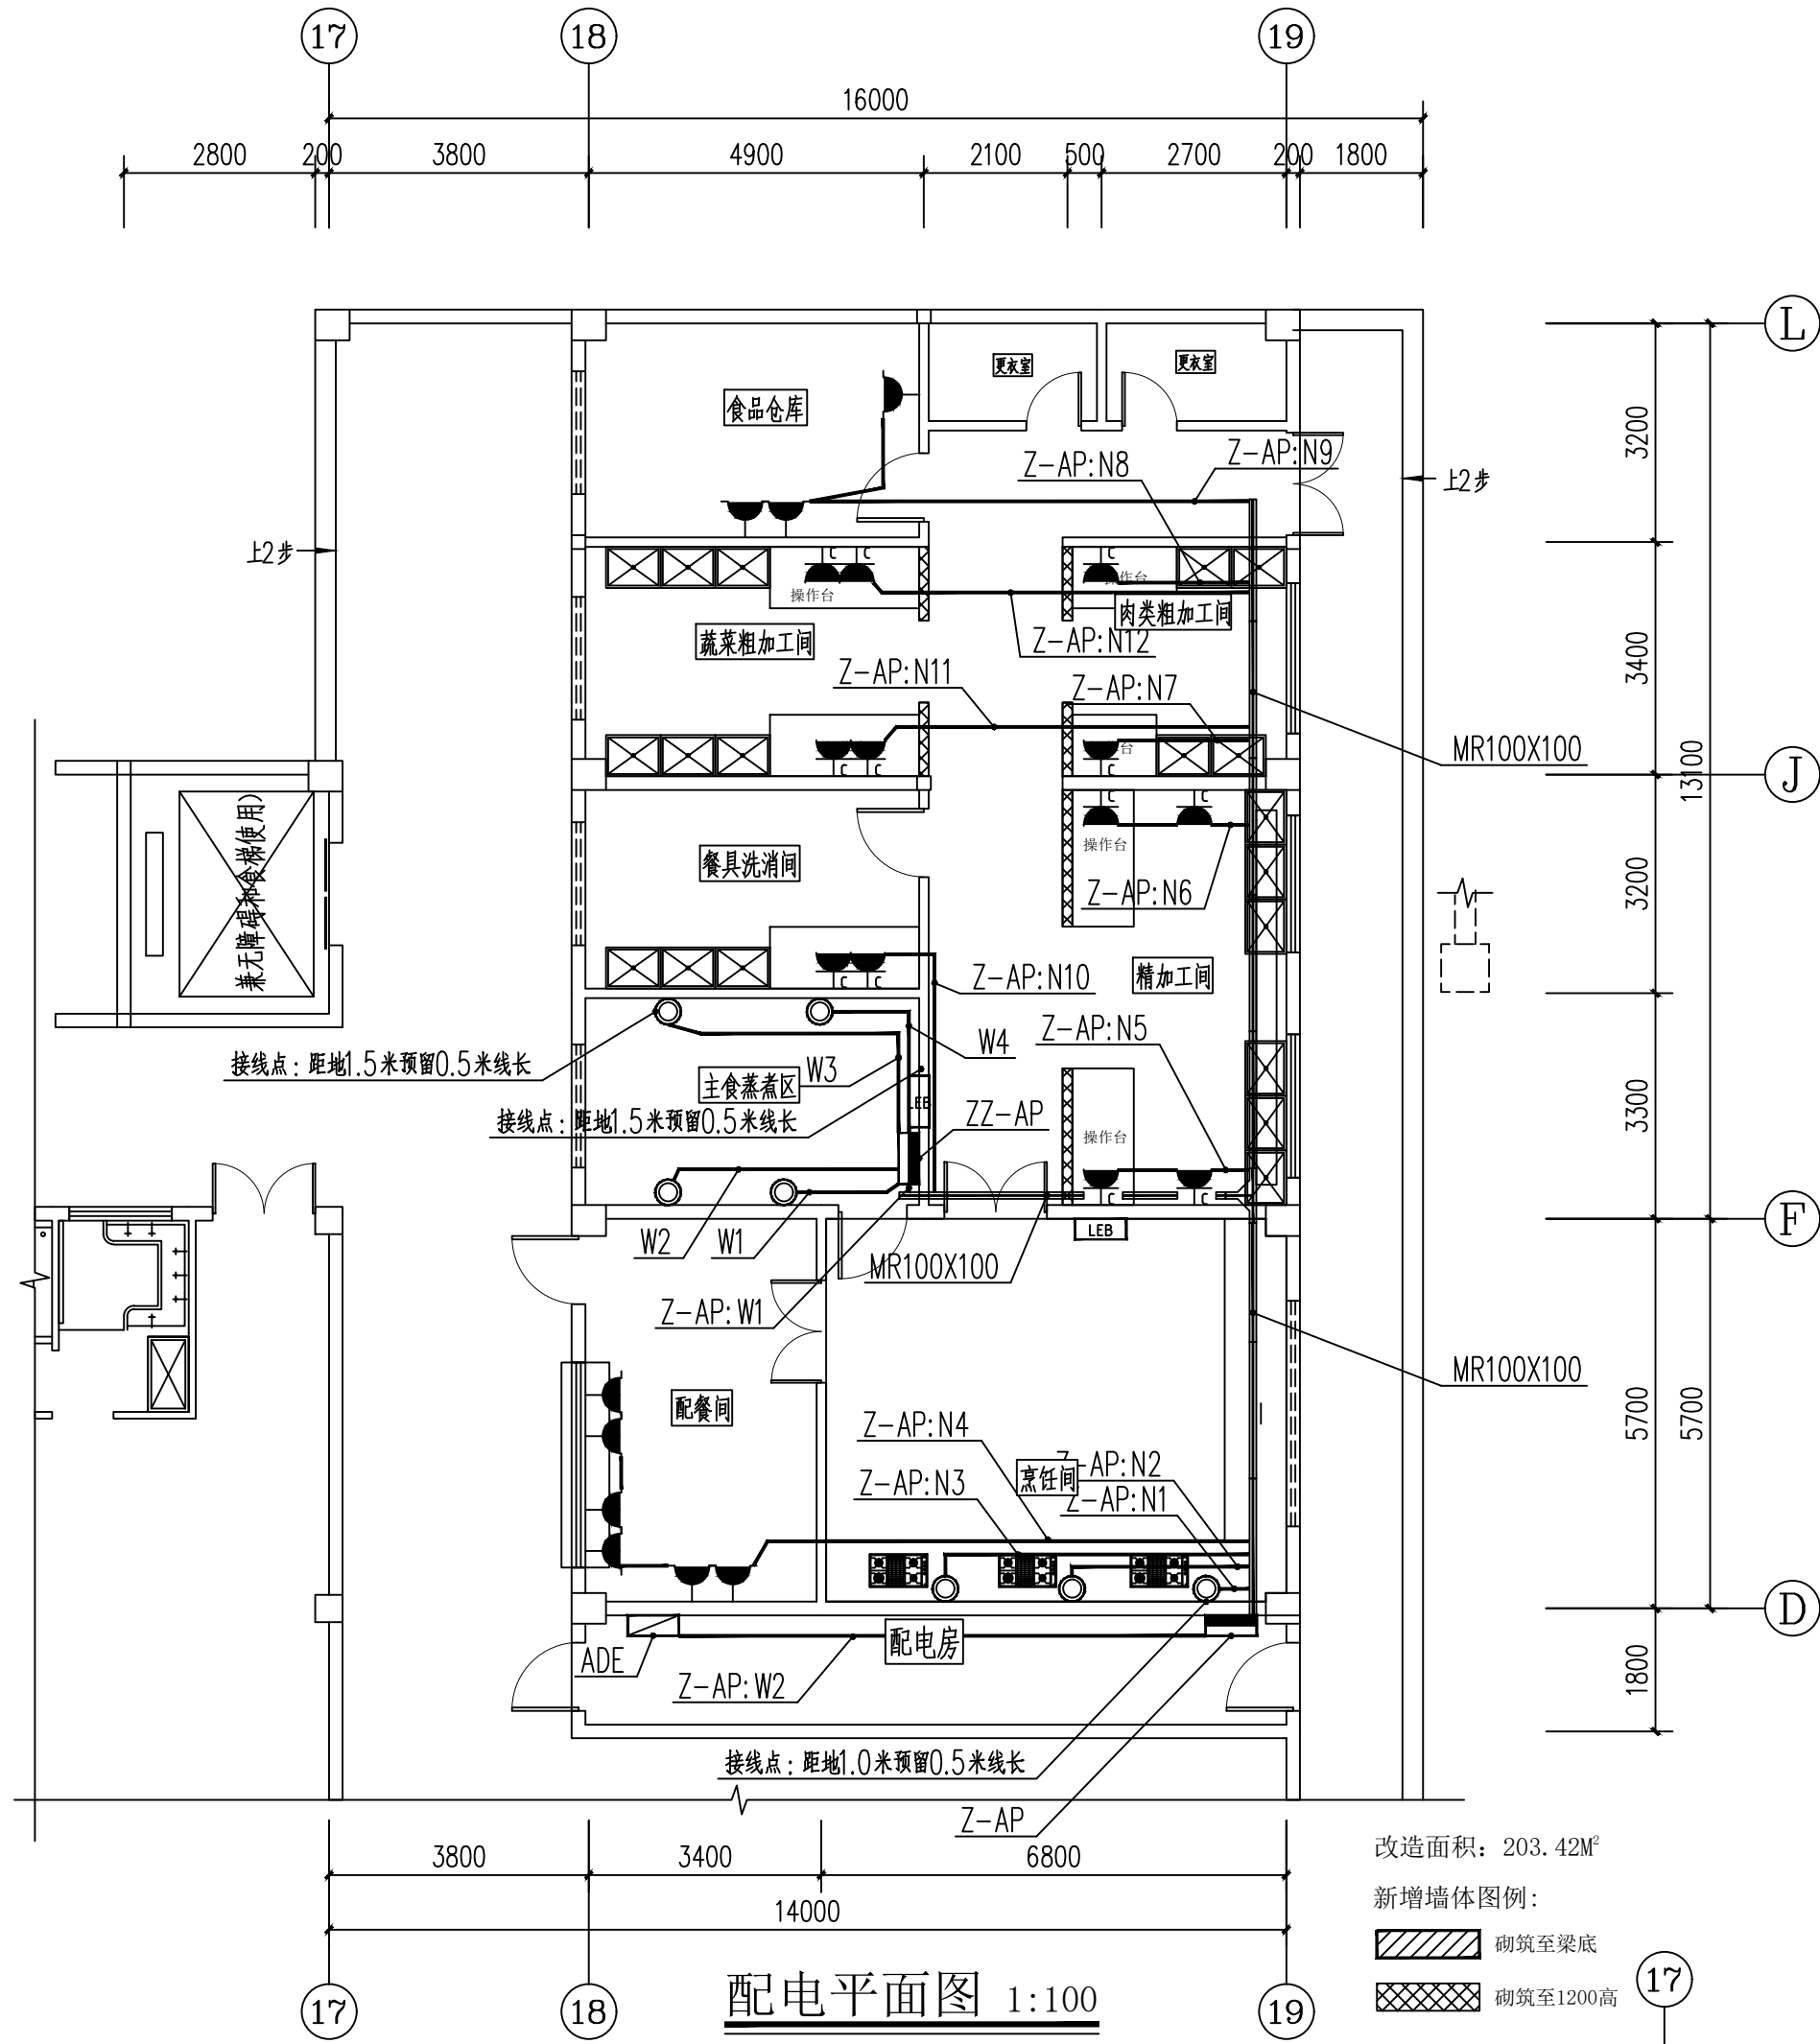 17
18
19
16000
2800
200
3800
4900
2100
500
2700
200
1800
L
更衣室
更衣室
食品仓库
3200
Z-AP:N8
Z-AP:N9
上2步
上2步
C
C
C
操作台
操作台
肉类粗加工间
蔬菜粗加工间
Z-AP:N12
3400
Z-AP:N11
Z-AP:N7
MR100X100
13100
台
J
C
C
C
C
兼无障碍和食梯使用)
操作台
餐具洗消间
Z-AP:N6
3200
精加工间
Z-AP:N10
C
C
W4
Z-AP:N5
接线点：距地1.5米预留0.5米线长
主食蒸煮区
W3
LEB
接线点：距地1.5米预留0.5米线长
ZZ-AP
3300
操作台
C
C
F
W2
W1
LEB
MR100X100
Z-AP:W1
MR100X100
配餐间
5700
5700
Z-AP:N4
烹饪间
Z-AP:N2
Z-AP:N3
Z-AP:N1
D
配电房
ADE
Z-AP:W2
1800
接线点：距地1.0米预留0.5米线长
Z-AP
改造面积：203.42M²
3800
3400
6800
新增墙体图例:
14000
砌筑至梁底
配电平面图 1:100
砌筑至1200高
17
18
19
17